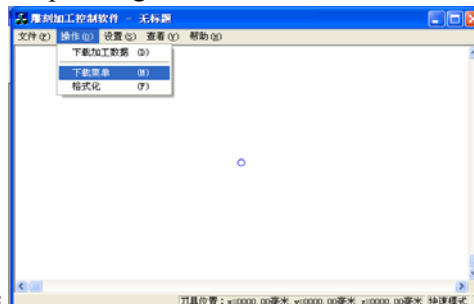 雕刻加工控制软件 - 无标题
文件(F) 操作(O) 设置(S) 查看(V) 帮助(H)
下载加工数据 (D)
下载菜单 (M)
格式化 (F)
刀具位置：x=0000.00毫米 y=0000.00毫米 z=0000.00毫米 快速模式